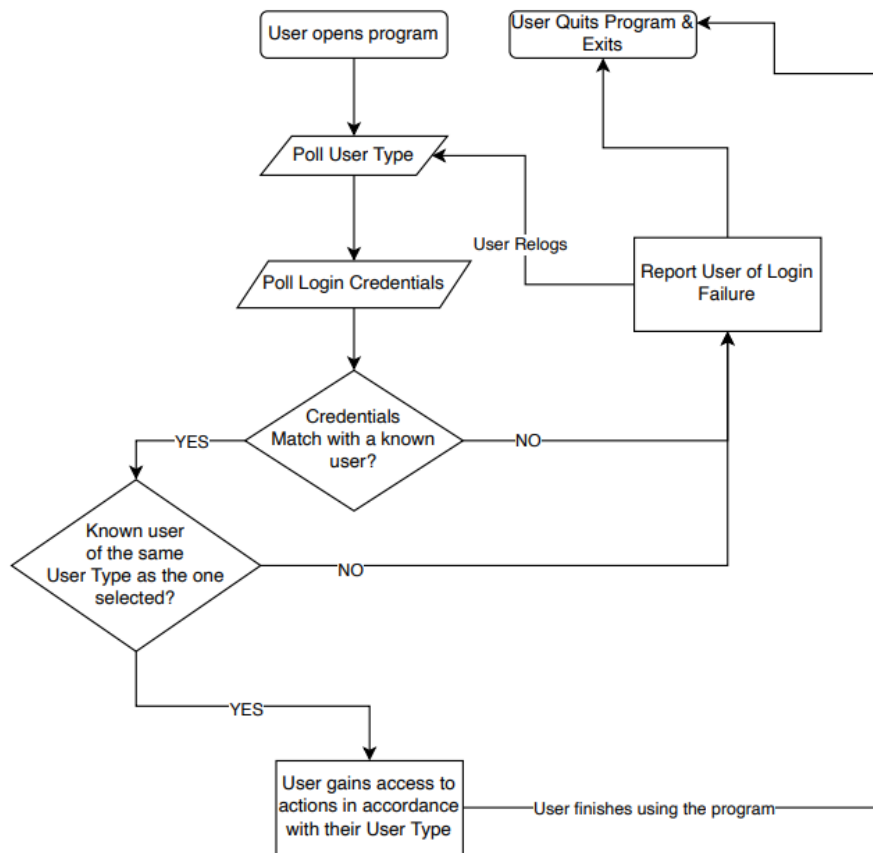 User opens program
User Quits Program &
Exits
Poll User Type
User Relogs
Report User of Login
Failure
Poll Login Credentials
Credentials
Match with a known
user?
YES
NO
Known user
of the same
User Type as the one
selected?
NO
YES
User gains access to
actions in accordance
with their User Type
User finishes using the program